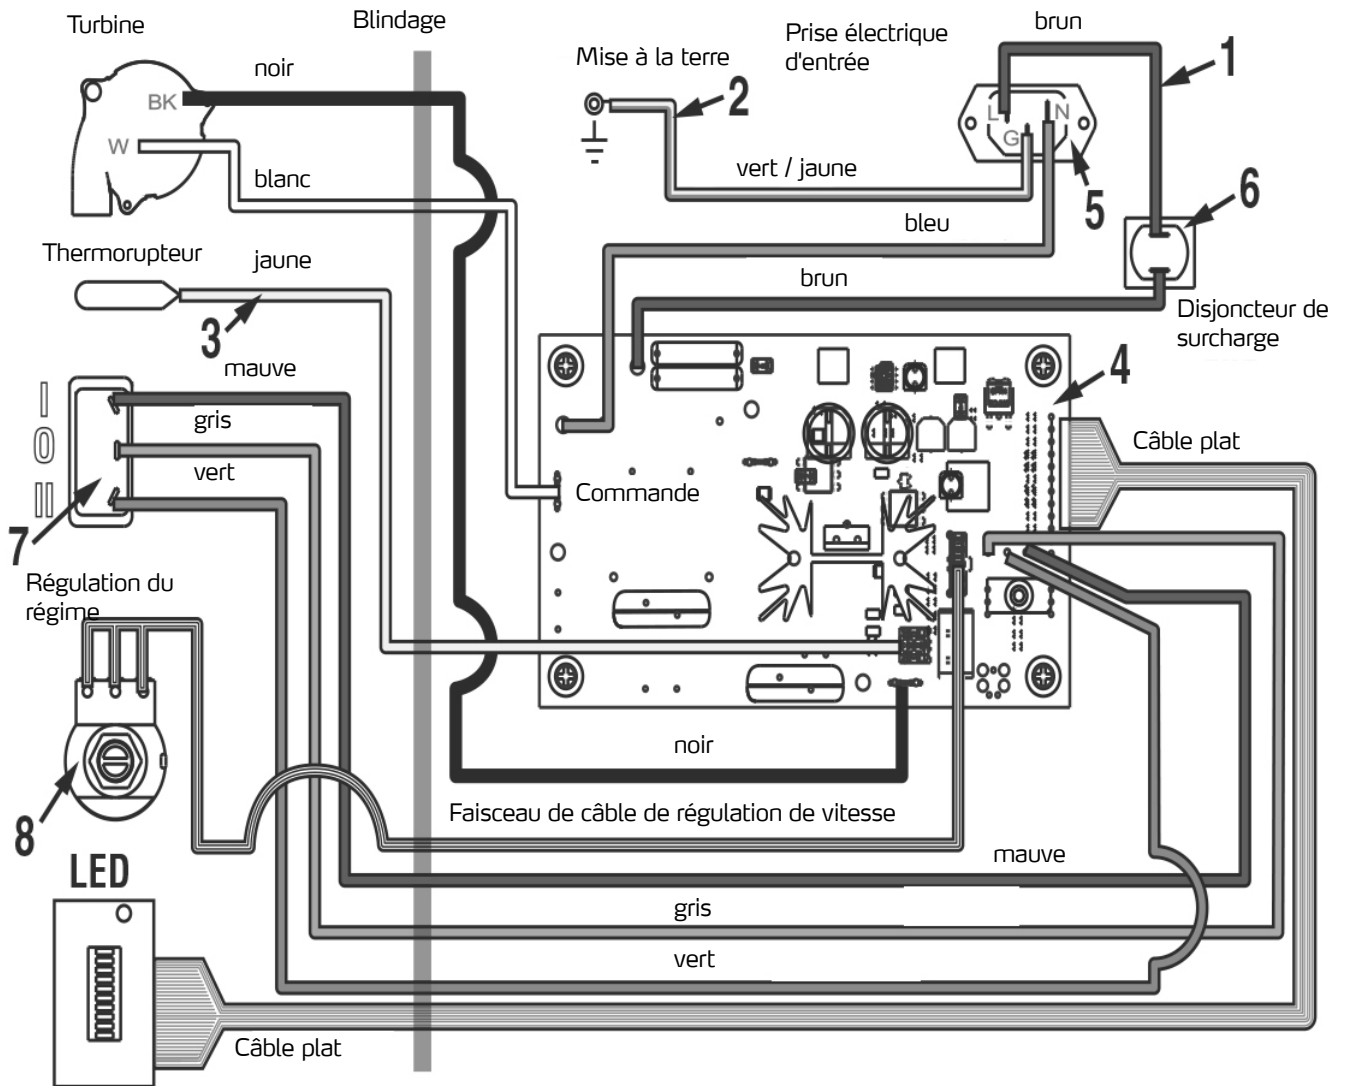 Turbine
Blindage
brun
Prise électrique
d'entrée
Mise à la terre
noir
1
2
BK
L
N
G
W
vert / jaune
blanc
5
6
bleu
Thermorupteur
jaune
brun
3
Disjoncteur de
surcharge
mauve
4
I
gris
O
Câble plat
vert
II
Commande
7
Régulation du
régime
noir
8
Faisceau de câble de régulation de vitesse
LED
mauve
gris
vert
Câble plat